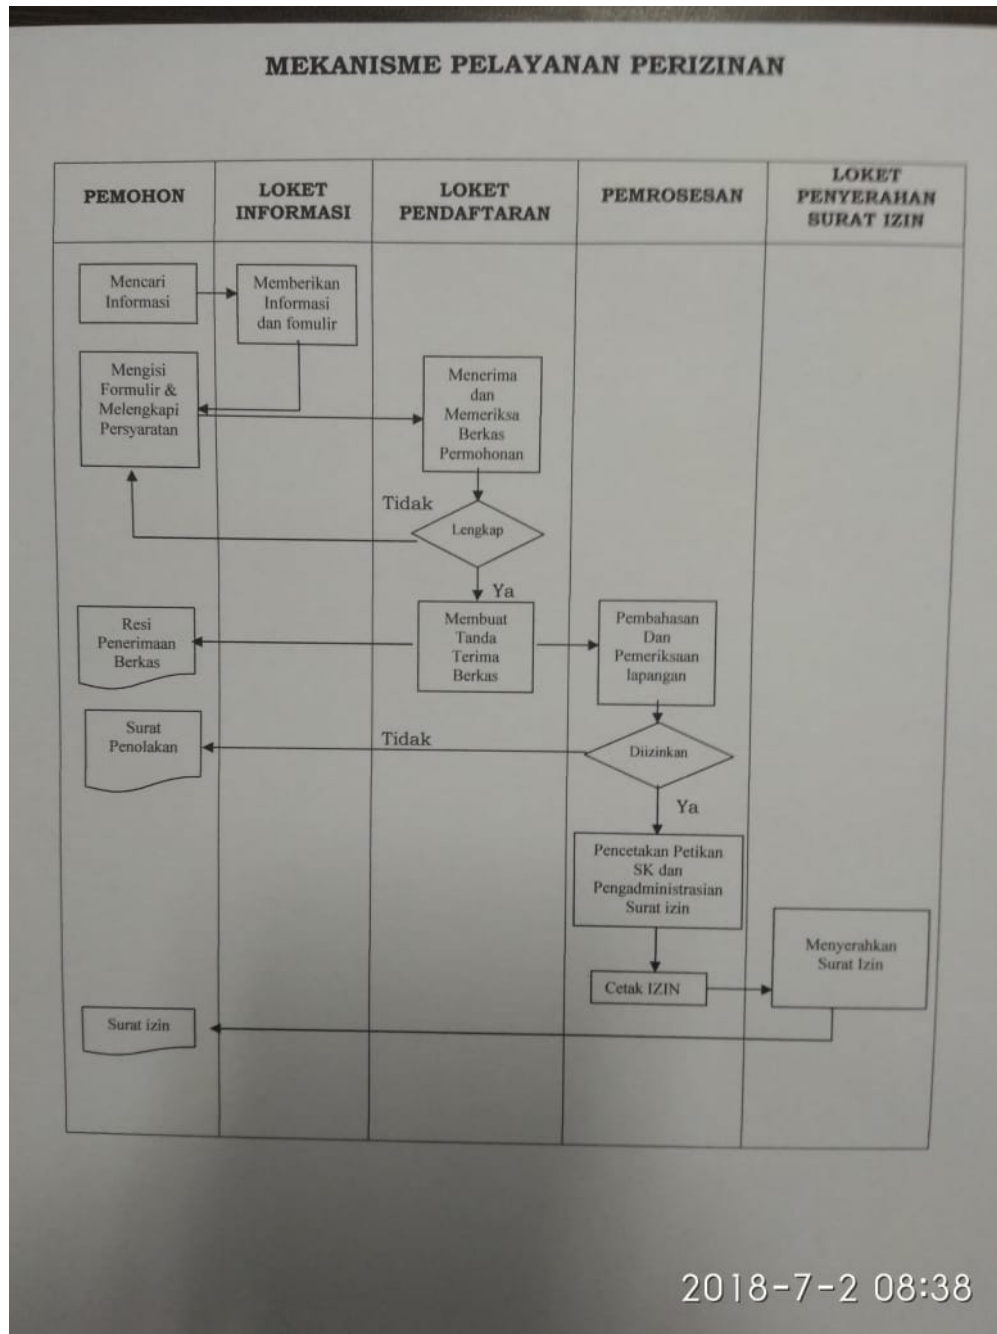 MEKANISME PELAYANAN PERIZINAN
PEMOHON
LOKET
INFORMASI
LOKET
PENDAFTARAN
PEMROSESAN
LOKET
PENYERAHAN
SURAT IZIN
Mencari
Informasi
Memberikan
Informasi
dan fomulir
Mengisi
Formulir &
Melengkapi
Persyaratan
Menerima
dan
Memeriksa
Berkas
Permohonan
Tidak
Lengkap
Ya
Resi
Penerimaan
Berkas
Membuat
Tanda
Terima
Berkas
Pembahasan
Dan
Pemeriksaan
lapangan
Surat
Penolakan
Tidak
Diizinkan
Ya
Pencetakan Petikan
SK dan
Pengadministrasian
Surat izin
Menyerahkan
Surat Izin
Cetak IZIN
Surat izin
2018-7-2 08:38